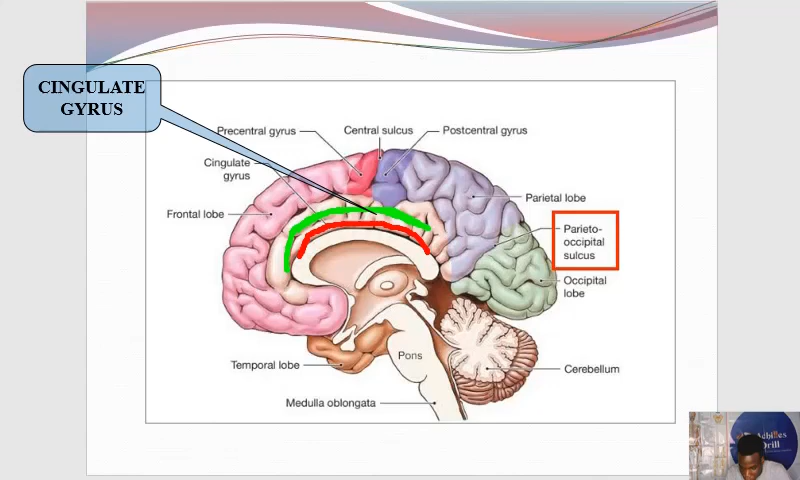 CINGULATE
GYRUS
Precentral gyrus
Central sulcus
Postcentral gyrus
Cingulate
gyrus
Parietal lobe
Frontal lobe
Parieto-
occipital
sulcus
Occipital
lobe
Pons
Temporal lobe
Cerebellum
Medulla oblongata